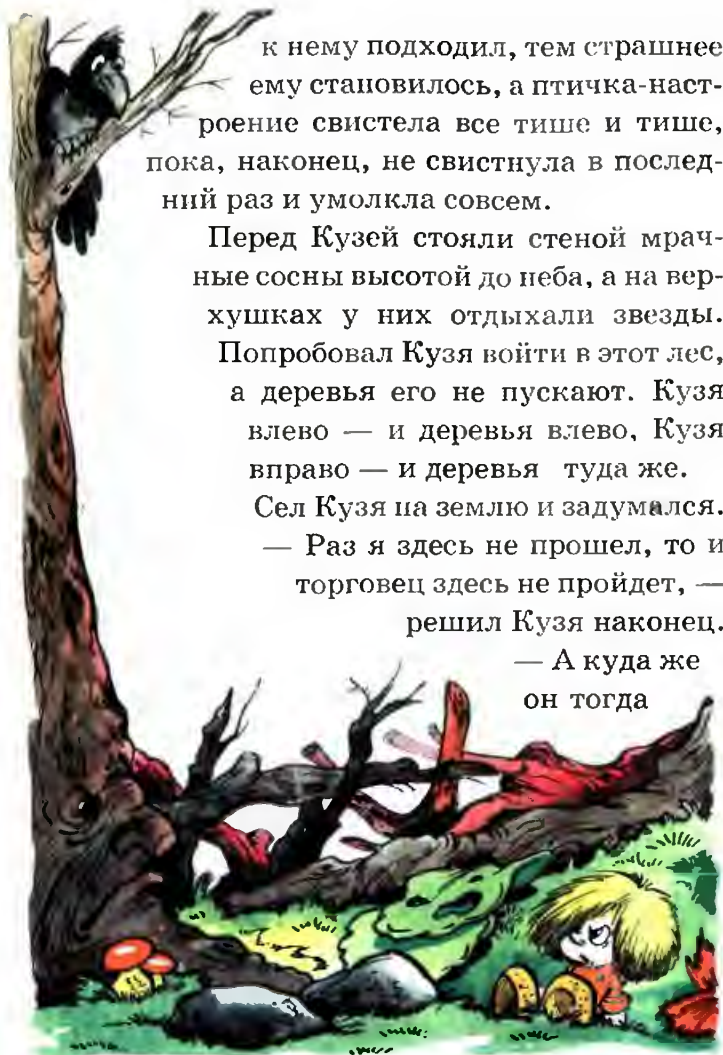 к нему подходил, тем страшнее
ему становилось, а птичка-наст-
роение свистела все тише и тише,
пока, наконец, не свистнула в послед-
ний раз и умолкла совсем.
Перед Кузей стояли стеной мрач-
ные сосны высотой до неба, а на вер-
хушках у них отдыхали звезды.
Попробовал Кузя войти в этот лес,
а деревья его не пускают. Кузя
влево — и деревья влево, Кузя
вправо — и деревья туда же.
Сел Кузя на землю и задумался.
— Раз я здесь не прошел, то и
торговец здесь не пройдет, —
решил Кузя наконец.
— А куда же
он тогда